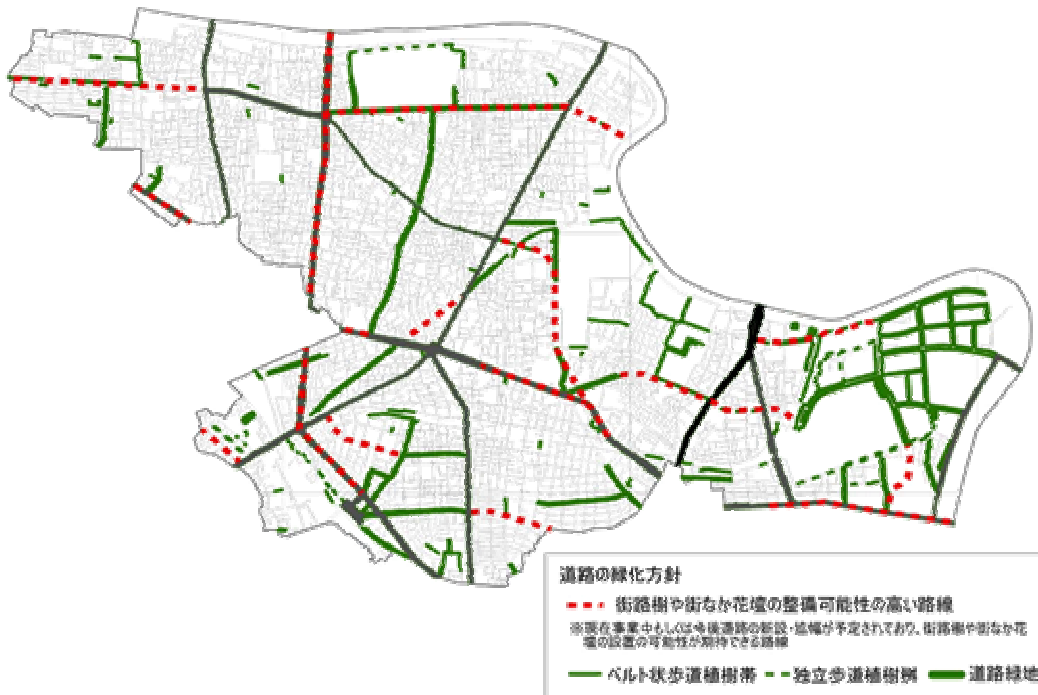 道路の緑化方針
街路樹や街なか花壇の整備可能性の高い路線
※現在事業中もしくは今後道路の新設・拡幅が予定されており、街路樹や街なか花
壇の設置の可能性が期待できる路線
ベルト状歩道植樹帯 独立歩道植樹桝 道路緑地